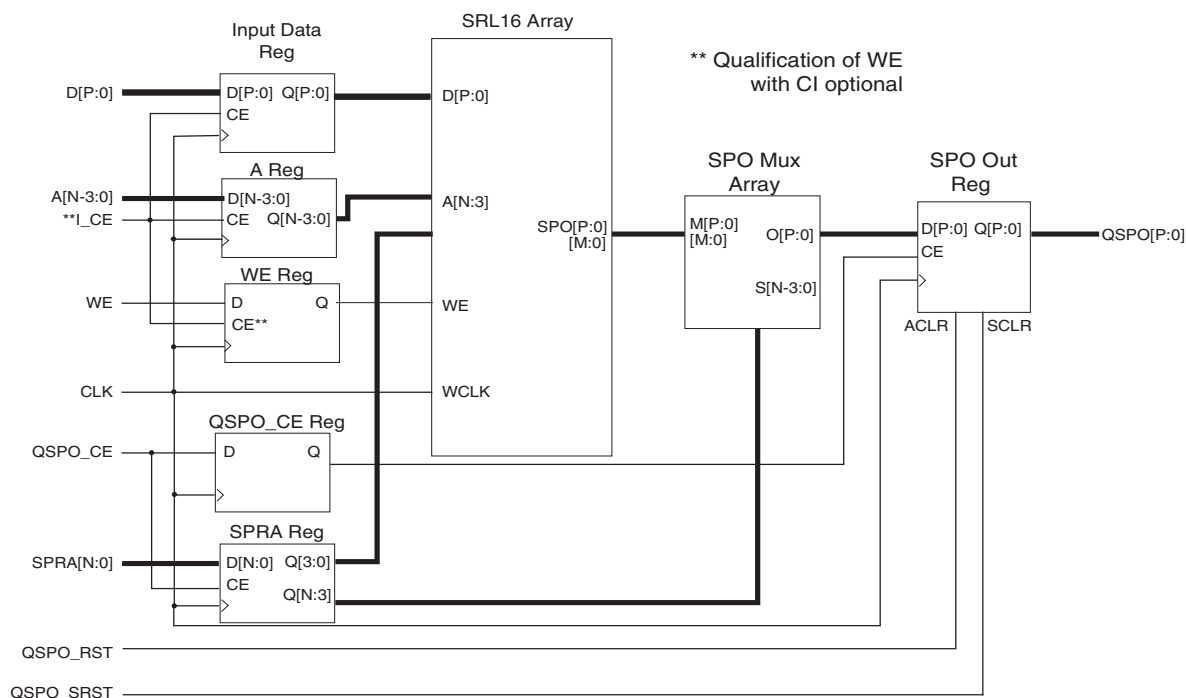 SRL16 Array
Input Data
Reg
** Qualification of WE
with CI optional
D[P:0]
D[P:0] Q[P:0]
CE
D[P:0]
A Reg
SPO Mux
Array
SPO Out
Reg
A[N-3:0]
**I_CE
D[N-3:0]
CE Q[N-3:0]
A[N:3]
SPO[P:0]
[M:0]
M[P:0]
[M:0]
O[P:0]
S[N-3:0]
D[P:0] Q[P:0]
CE
QSPO[P:0]
ACLR SCLR
WE Reg
WE
D Q
CE**
WE
CLK
WCLK
QSPO_CE Reg
QSPO_CE
D Q
SPRA Reg
SPRA[N:0]
D[N:0] Q[3:0]
CE
Q[N:3]
QSPO_RST
QSPO_SRST